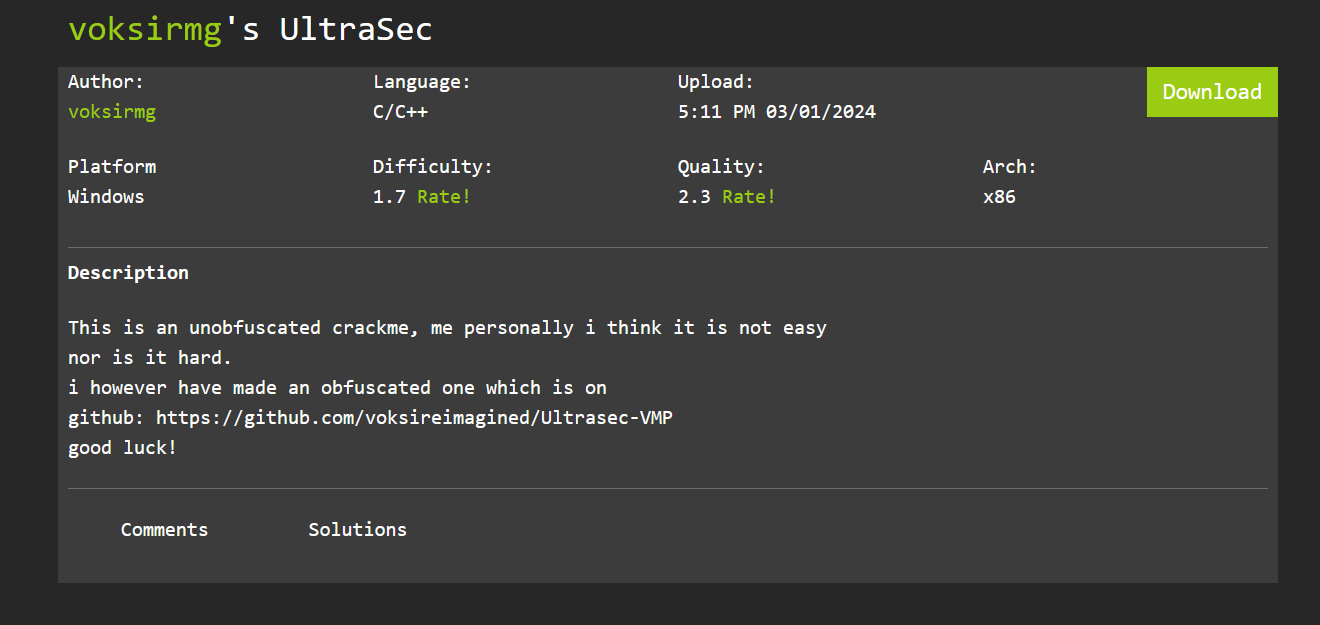 voksirmg's UltraSec
Author: Language: Upload: Download
voksirmg C/C++ 5:11 PM 03/01/2024
Platform Difficulty: Quality: Arch:
Windows 1.7 Rate! 2.3 Rate! x86
Description
This is an unobfuscated crackme, me personally i think it is not easy
nor is it hard.
i however have made an obfuscated one which is on
github: https://github.com/voksireimagined/Ultrasec-VMP
good luck!
Comments Solutions